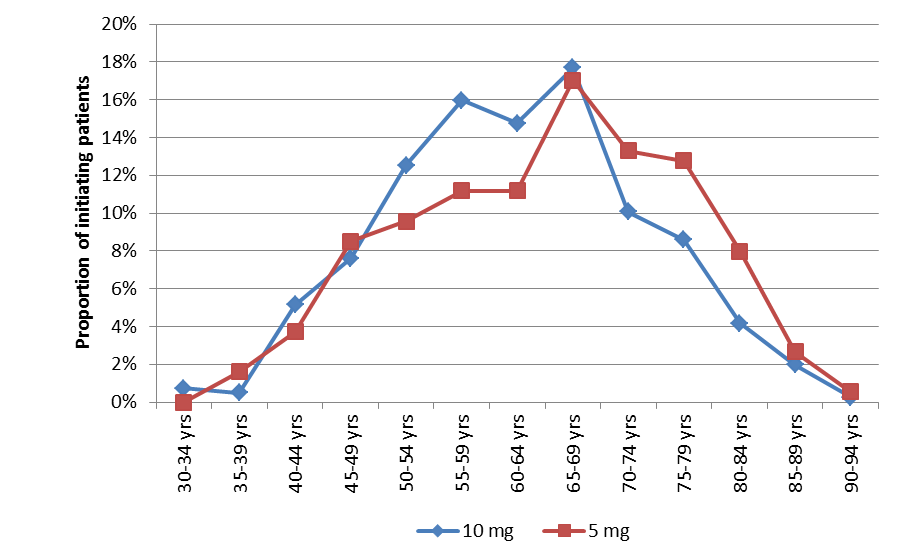 Proportion of initiating patients
20%
18%
16%
14%
12%
10%
8%
6%
4%
2%
0%
30-34 yrs
35-39 yrs
40-44 yrs
45-49 yrs
50-54 yrs
55-59 yrs
60-64 yrs
65-69 yrs
70-74 yrs
75-79 yrs
80-84 yrs
85-89 yrs
90-94 yrs
10 mg
5 mg